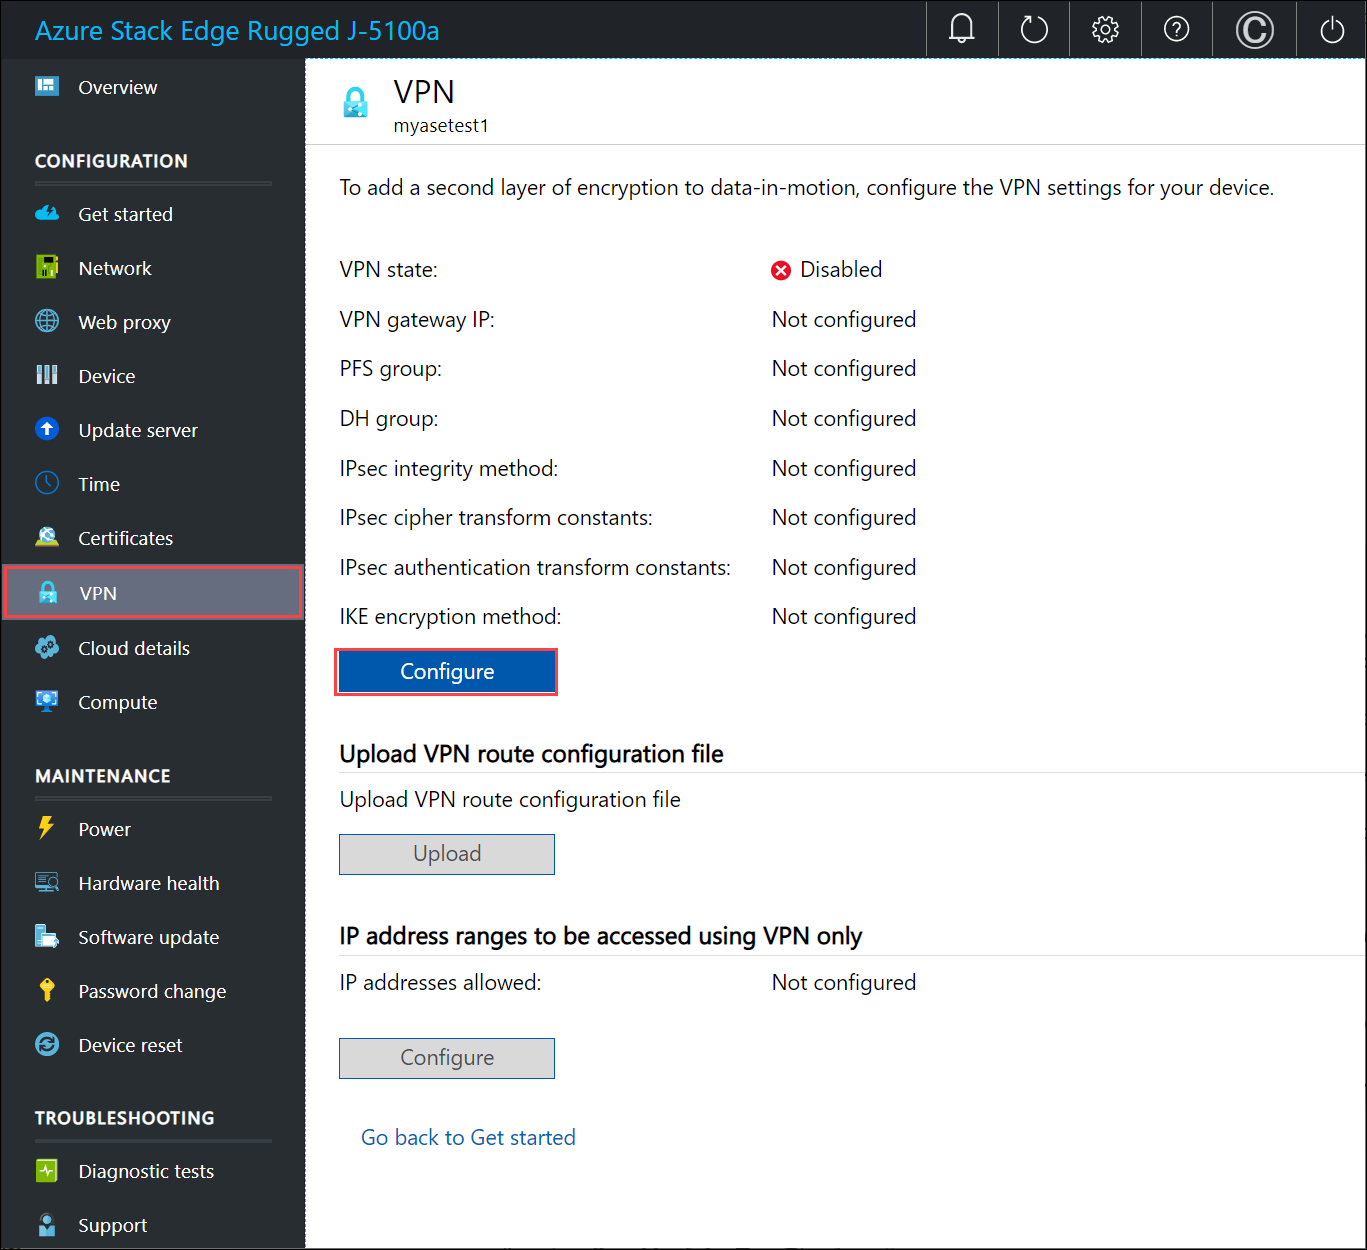 Azure Stack Edge Rugged J-5100a
Overview
CONFIGURATION
Get started
Network
Web proxy
Device
Update server
Time
Certificates
VPN
Cloud details
Compute
MAINTENANCE
Power
Hardware health
Software update
Password change
Device reset
TROUBLESHOOTING
Diagnostic tests
Support
VPN
myasetest1
To add a second layer of encryption to data-in-motion, configure the VPN settings for your device.
VPN state: Disabled
VPN gateway IP: Not configured
PFS group: Not configured
DH group: Not configured
IPsec integrity method: Not configured
IPsec cipher transform constants: Not configured
IPsec authentication transform constants: Not configured
IKE encryption method: Not configured
Configure
Upload VPN route configuration file
Upload VPN route configuration file
Upload
IP address ranges to be accessed using VPN only
IP addresses allowed: Not configured
Configure
Go back to Get started